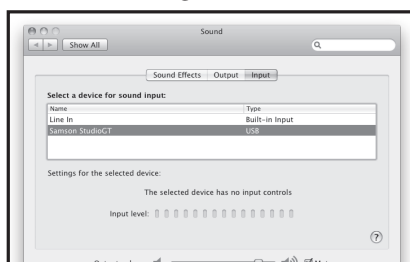 Sound
Show All
Sound Effects Output Input
Select a device for sound input:
Name Type
Line In Built-in Input
Samson StudioGT USB
Settings for the selected device:
The selected device has no input controls
Input level:
?